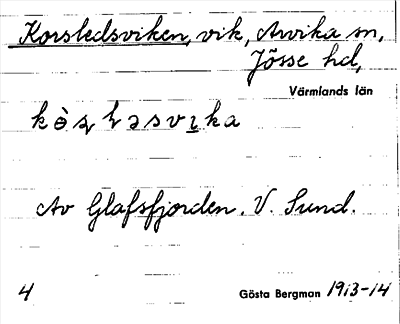 Korsledsviken, vik, Arvika sn,
Jösse hd,
Värmlands län
Av Glafsfjorden. V. Sund.
4 Gösta Bergman 1913-14